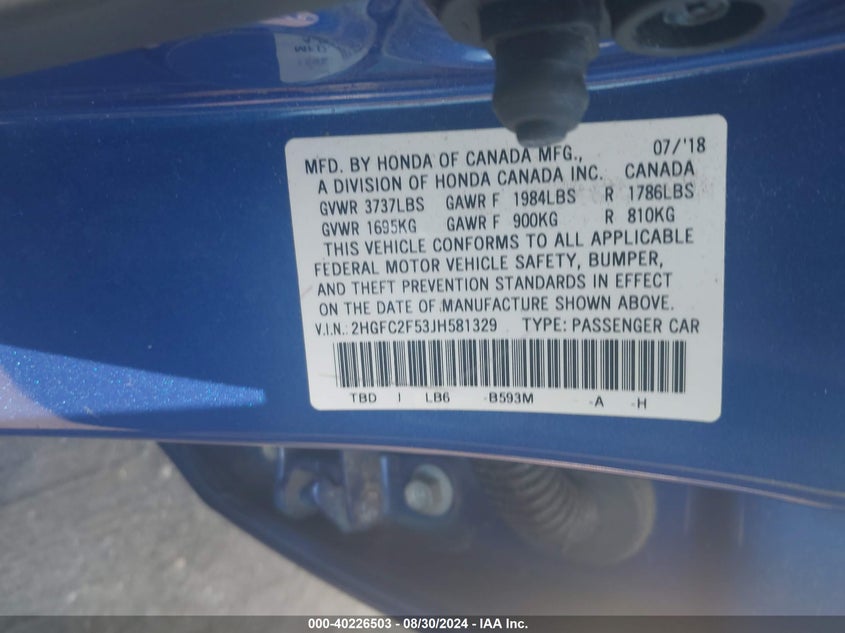 MFD. BY HONDA OF CANADA MFG., 07/'18
A DIVISION OF HONDA CANADA INC. CANADA
GVWR 3737LBS GAWR F 1984LBS R 1786LBS
GVWR 1695KG GAWR F 900KG R 810KG
THIS VEHICLE CONFORMS TO ALL APPLICABLE
FEDERAL MOTOR VEHICLE SAFETY, BUMPER,
AND THEFT PREVENTION STANDARDS IN EFFECT
ON THE DATE OF MANUFACTURE SHOWN ABOVE.
V.I.N.: 2HGFC2F53JH581329 TYPE: PASSENGER CAR
TBD I LB6 -B593M -A -H
000-40226503 - 08/30/2024 - IAA Inc.